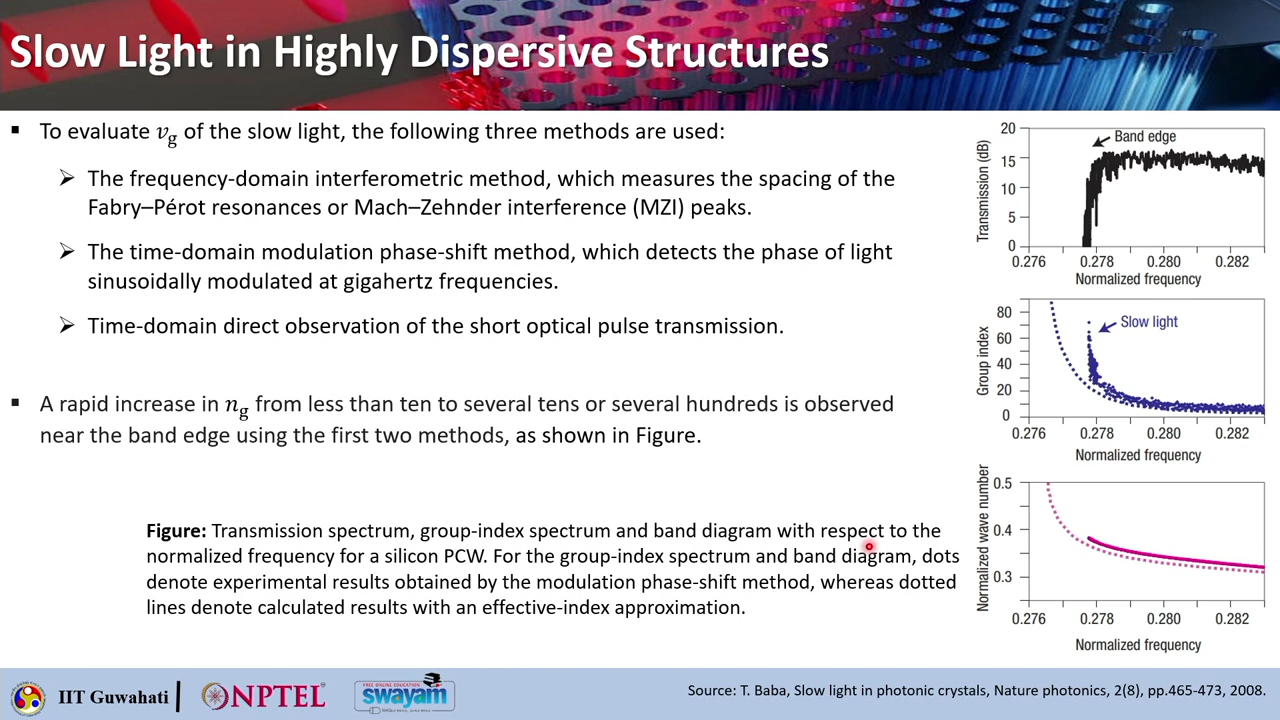 Slow Light in Highly Dispersive Structures
▪ To evaluate v_g of the slow light, the following three methods are used:
➢ The frequency-domain interferometric method, which measures the spacing of the
Fabry–Pérot resonances or Mach–Zehnder interference (MZI) peaks.
➢ The time-domain modulation phase-shift method, which detects the phase of light
sinusoidally modulated at gigahertz frequencies.
➢ Time-domain direct observation of the short optical pulse transmission.
▪ A rapid increase in n_g from less than ten to several tens or several hundreds is observed
near the band edge using the first two methods, as shown in Figure.
Figure: Transmission spectrum, group-index spectrum and band diagram with respect to the
normalized frequency for a silicon PCW. For the group-index spectrum and band diagram, dots
denote experimental results obtained by the modulation phase-shift method, whereas dotted
lines denote calculated results with an effective-index approximation.
Transmission (dB)
20
15
10
5
0
Band edge
0.276 0.278 0.280 0.282
Normalized frequency
Group index
80
60
40
20
0
Slow light
0.276 0.278 0.280 0.282
Normalized frequency
Normalized wave number
0.5
0.4
0.3
0.276 0.278 0.280 0.282
Normalized frequency
IIT Guwahati
NPTEL
FREE ONLINE EDUCATION
swayam
Source: T. Baba, Slow light in photonic crystals, Nature photonics, 2(8), pp.465-473, 2008.